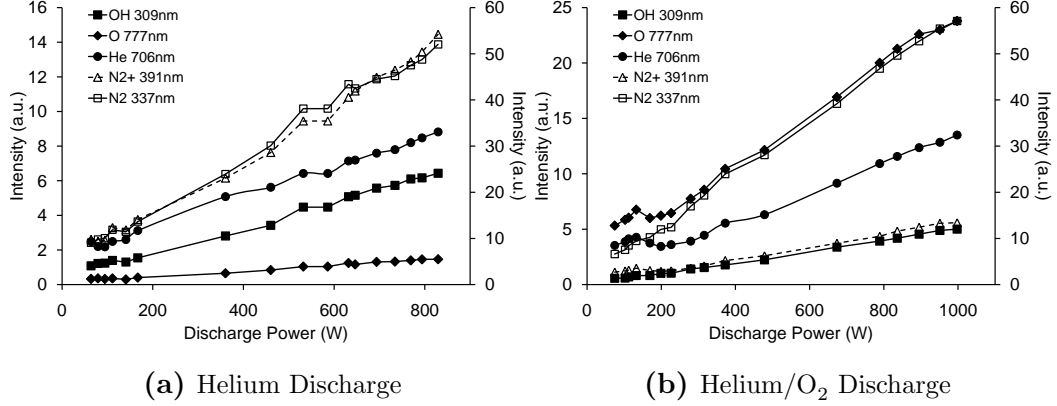 16
14
12
10
8
6
4
2
0
Intensity (a.u.)
OH 309nm
O 777nm
He 706nm
N2+ 391nm
N2 337nm
60
50
40
30
20
10
0
Intensity (a.u.)
0 200 400 600 800
Discharge Power (W)
(a) Helium Discharge
25
20
15
10
5
0
Intensity (a.u.)
OH 309nm
O 777nm
He 706nm
N2+ 391nm
N2 337nm
60
50
40
30
20
10
0
Intensity (a.u.)
0 200 400 600 800 1000
Discharge Power (W)
(b) Helium/O₂ Discharge